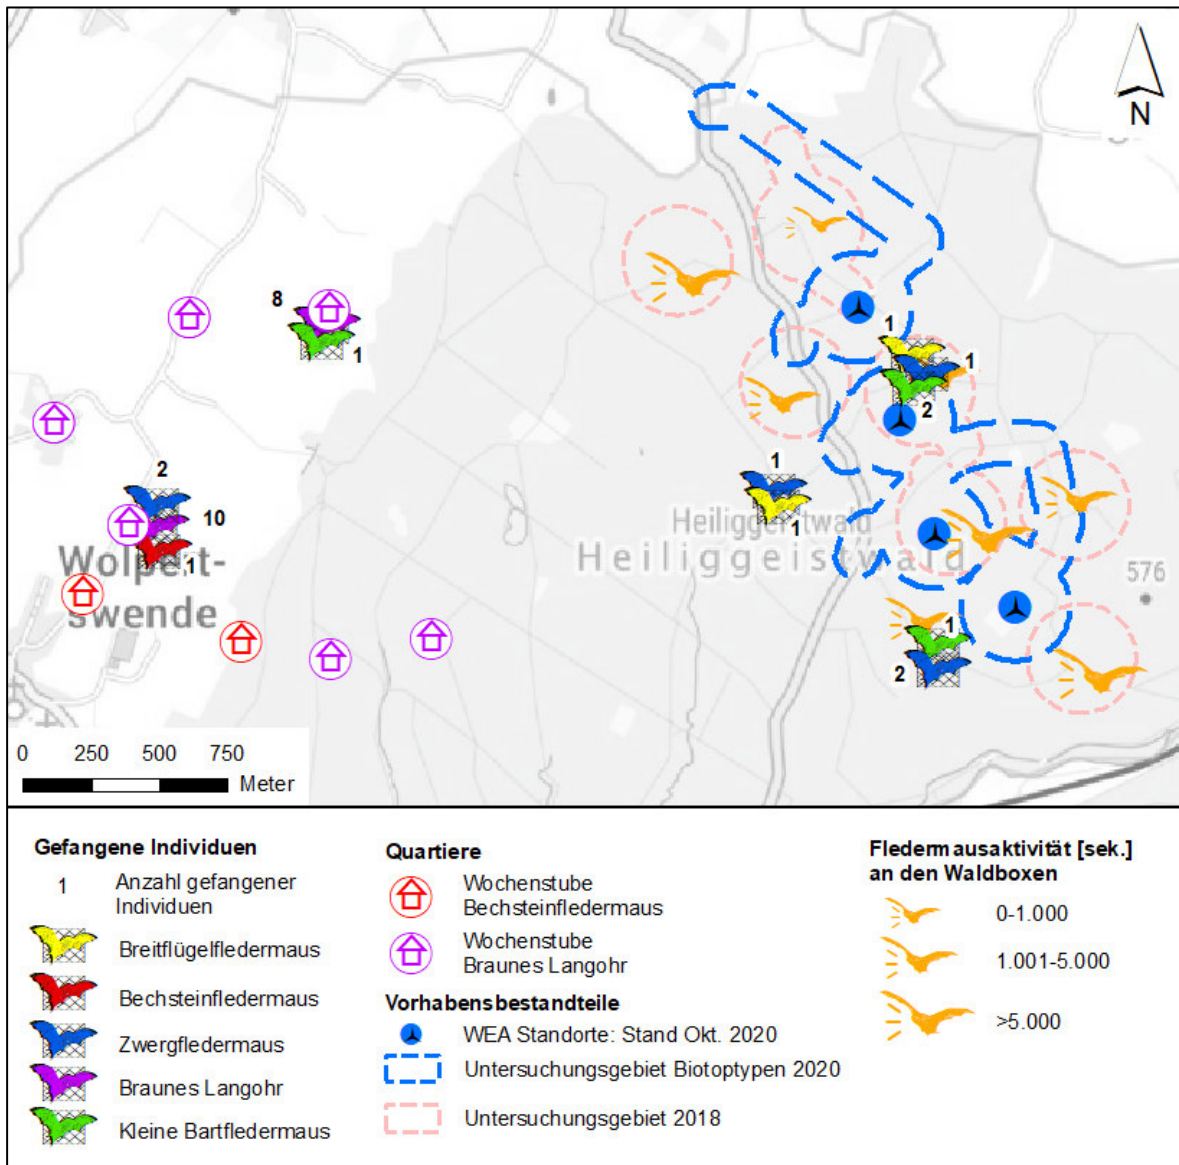 N
8
1
1
1
2
2
10
1
1
1
Wolpert-
swende
Heiliggeistwald
Heiliggeistwald
576
1
2
0 250 500 750
Meter
Gefangene Individuen
1 Anzahl gefangener
Individuen
Breitflügelfledermaus
Bechsteinfledermaus
Zwergfledermaus
Braunes Langohr
Kleine Bartfledermaus
Quartiere
Wochenstube
Bechsteinfledermaus
Wochenstube
Braunes Langohr
Vorhabensbestandteile
WEA Standorte: Stand Okt. 2020
Untersuchungsgebiet Biotoptypen 2020
Untersuchungsgebiet 2018
Fledermausaktivität [sek.]
an den Waldboxen
0-1.000
1.001-5.000
>5.000